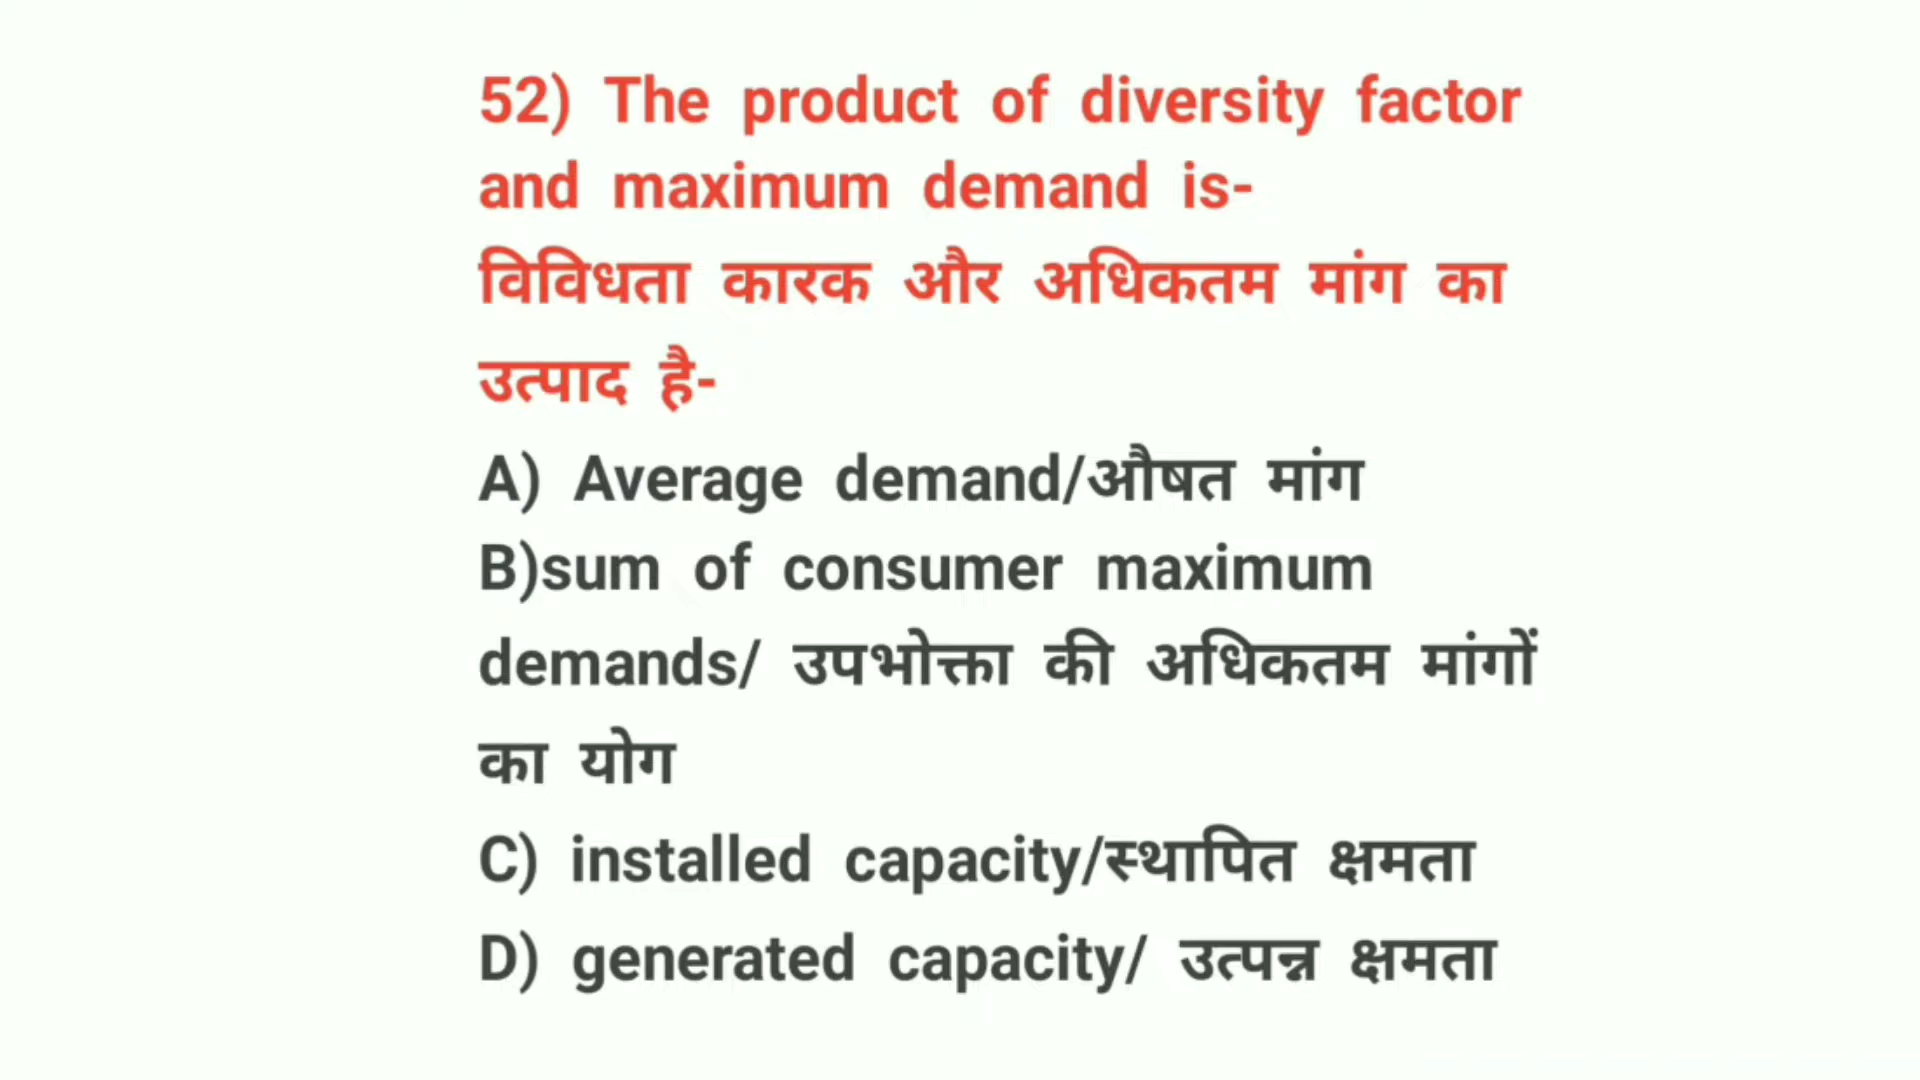 52) The product of diversity factor
and maximum demand is-
विविधता कारक और अधिकतम मांग का
उत्पाद है-
A) Average demand/औषत मांग
B)sum of consumer maximum
demands/ उपभोक्ता की अधिकतम मांगों
का योग
C) installed capacity/स्थापित क्षमता
D) generated capacity/ उत्पन्न क्षमता